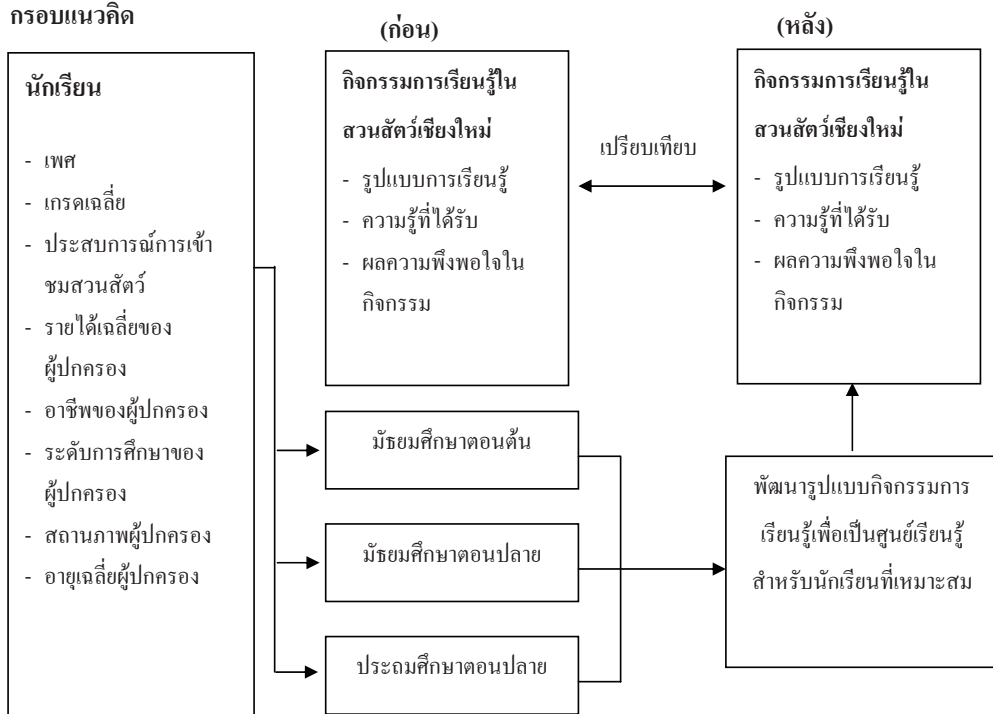 กรอบแนวคิด
นักเรียน
- เพศ
- เกรดเฉลี่ย
- ประสบการณ์การเข้า
ชมสวนสัตว์
- รายได้เฉลี่ยของ
ผู้ปกครอง
- อาชีพของผู้ปกครอง
- ระดับการศึกษาของ
ผู้ปกครอง
- สถานภาพผู้ปกครอง
- อายุเฉลี่ยผู้ปกครอง
(ก่อน)
กิจกรรมการเรียนรู้ใน
สวนสัตว์เชียงใหม่
- รูปแบบการเรียนรู้
- ความรู้ที่ได้รับ
- ผลความพึงพอใจใน
กิจกรรม
เปรียบเทียบ
(หลัง)
กิจกรรมการเรียนรู้ใน
สวนสัตว์เชียงใหม่
- รูปแบบการเรียนรู้
- ความรู้ที่ได้รับ
- ผลความพึงพอใจใน
กิจกรรม
มัธยมศึกษาตอนต้น
มัธยมศึกษาตอนปลาย
ประถมศึกษาตอนปลาย
พัฒนารูปแบบกิจกรรมการ
เรียนรู้เพื่อเป็นศูนย์เรียนรู้
สำหรับนักเรียนที่เหมาะสม